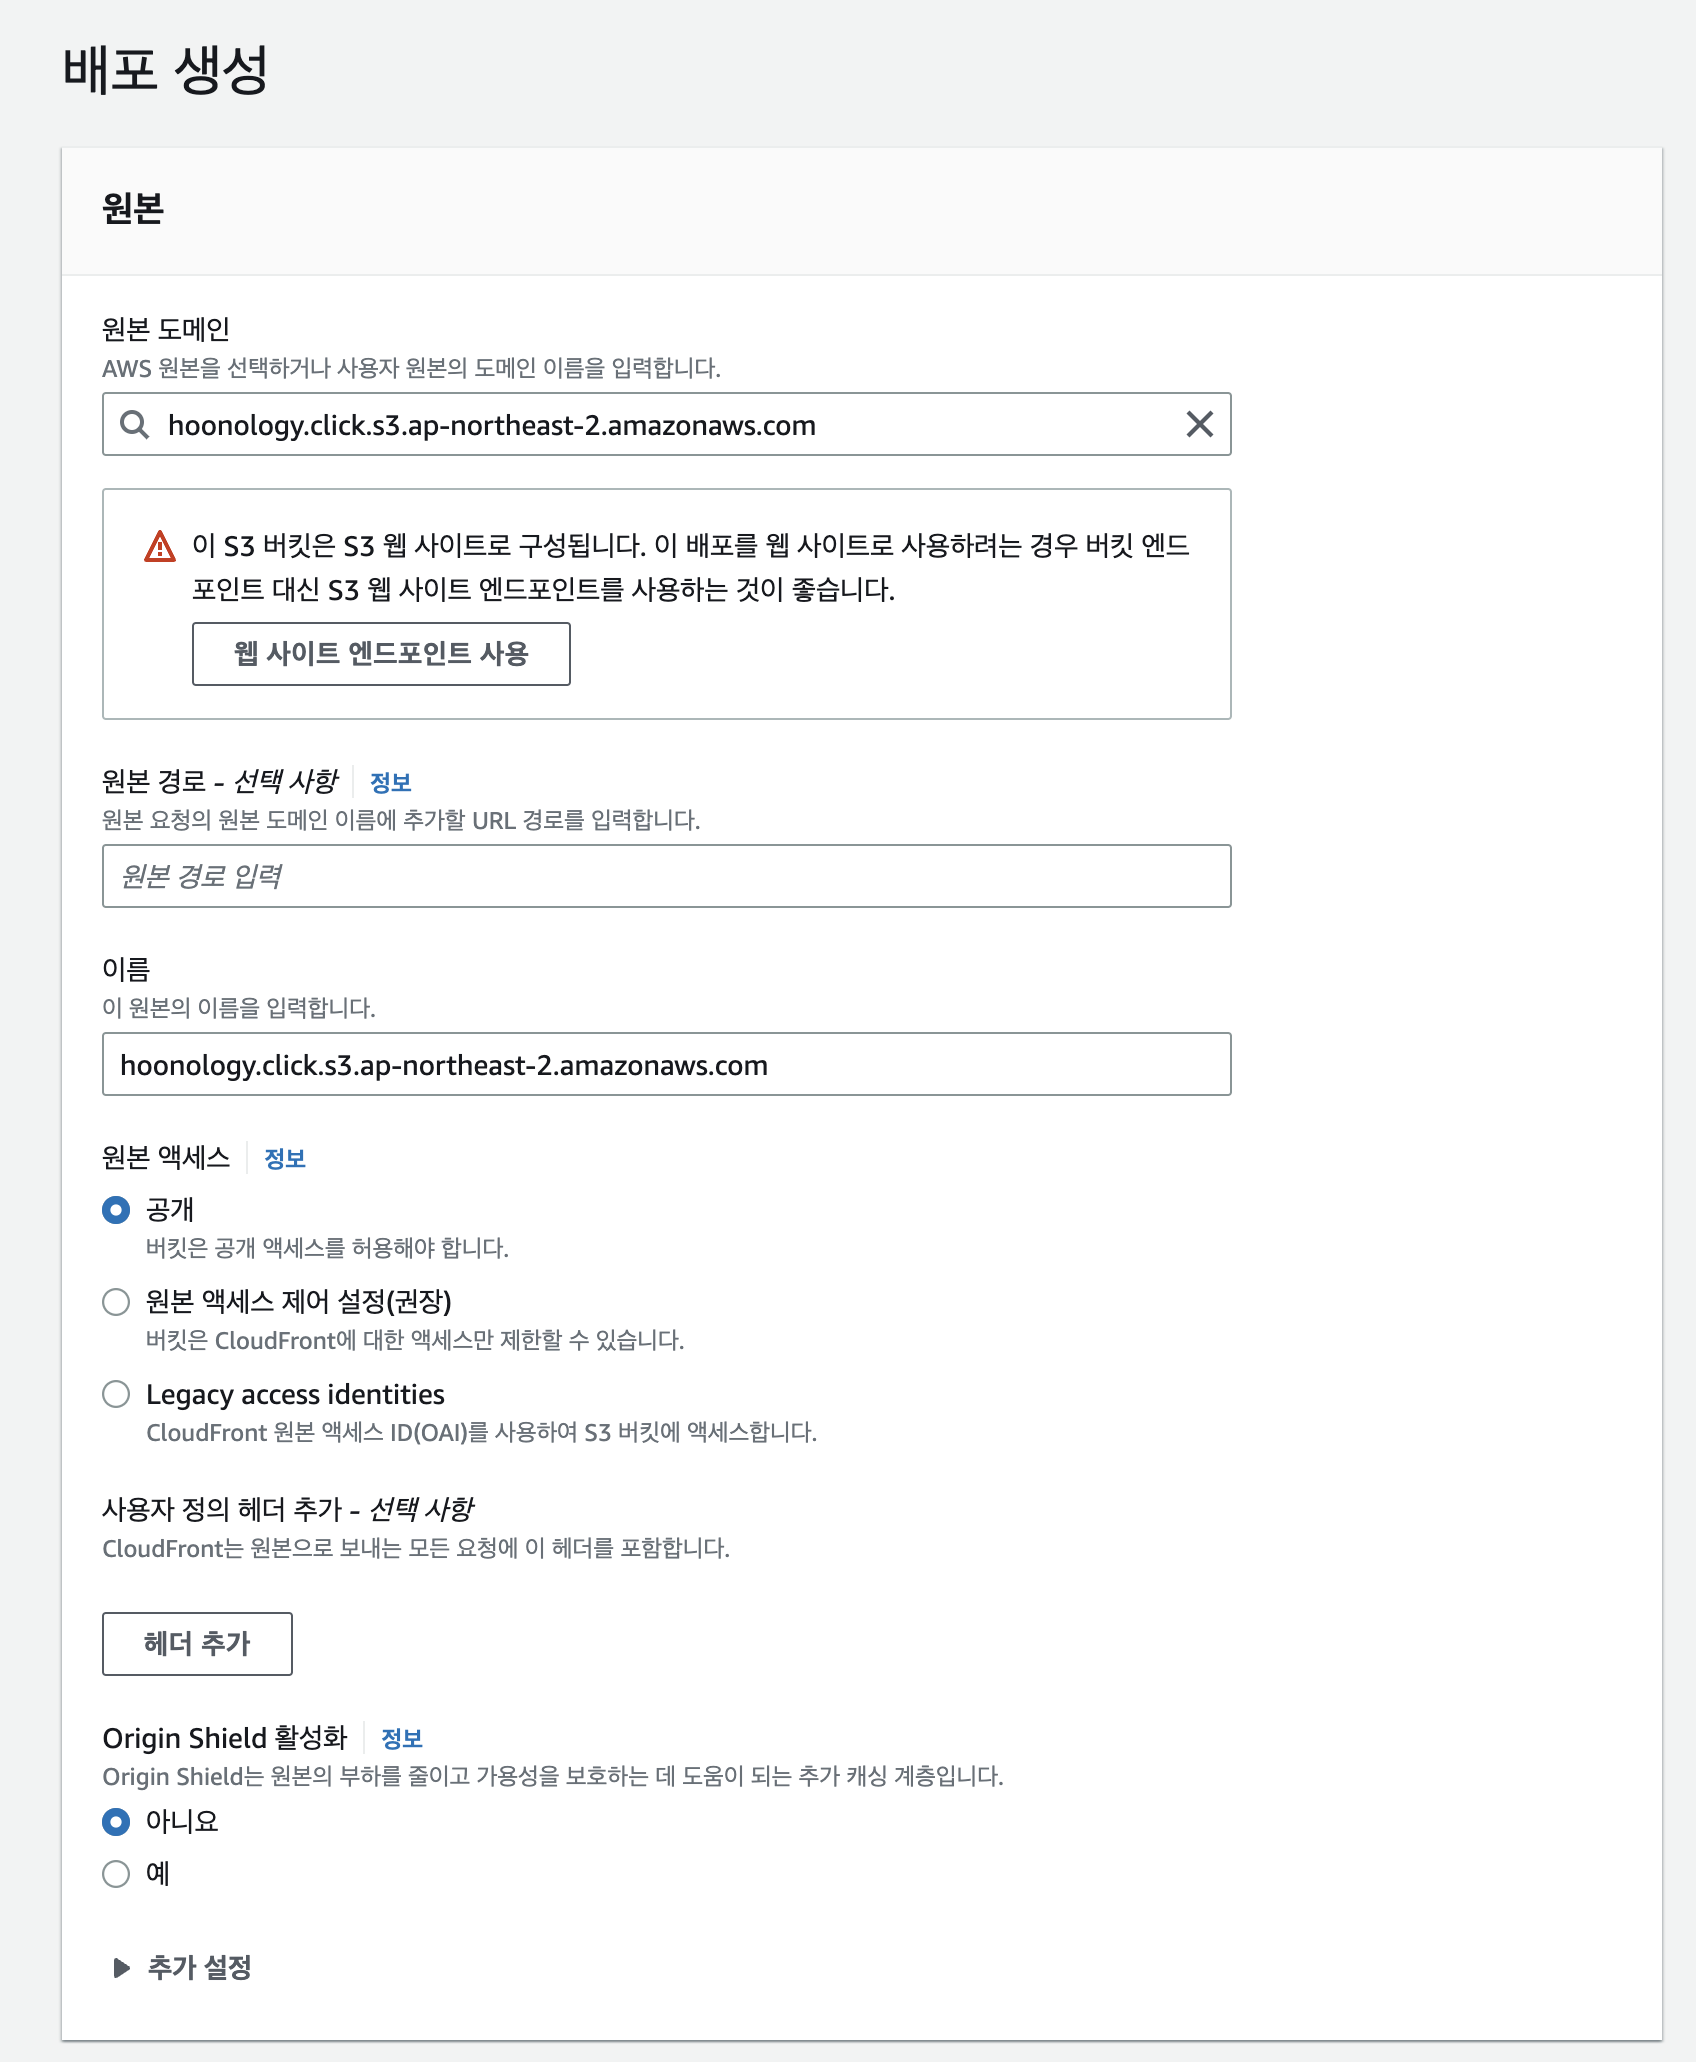 배포 생성
원본
원본 도메인
AWS 원본을 선택하거나 사용자 원본의 도메인 이름을 입력합니다.
hoonology.click.s3.ap-northeast-2.amazonaws.com
이 S3 버킷은 S3 웹 사이트로 구성됩니다. 이 배포를 웹 사이트로 사용하려는 경우 버킷 엔드
포인트 대신 S3 웹 사이트 엔드포인트를 사용하는 것이 좋습니다.
웹 사이트 엔드포인트 사용
원본 경로 - 선택 사항 정보
원본 요청의 원본 도메인 이름에 추가할 URL 경로를 입력합니다.
원본 경로 입력
이름
이 원본의 이름을 입력합니다.
hoonology.click.s3.ap-northeast-2.amazonaws.com
원본 액세스 정보
공개
버킷은 공개 액세스를 허용해야 합니다.
원본 액세스 제어 설정(권장)
버킷은 CloudFront에 대한 액세스만 제한할 수 있습니다.
Legacy access identities
CloudFront 원본 액세스 ID(OAI)를 사용하여 S3 버킷에 액세스합니다.
사용자 정의 헤더 추가 - 선택 사항
CloudFront는 원본으로 보내는 모든 요청에 이 헤더를 포함합니다.
헤더 추가
Origin Shield 활성화 정보
Origin Shield는 원본의 부하를 줄이고 가용성을 보호하는 데 도움이 되는 추가 캐싱 계층입니다.
아니요
예
추가 설정